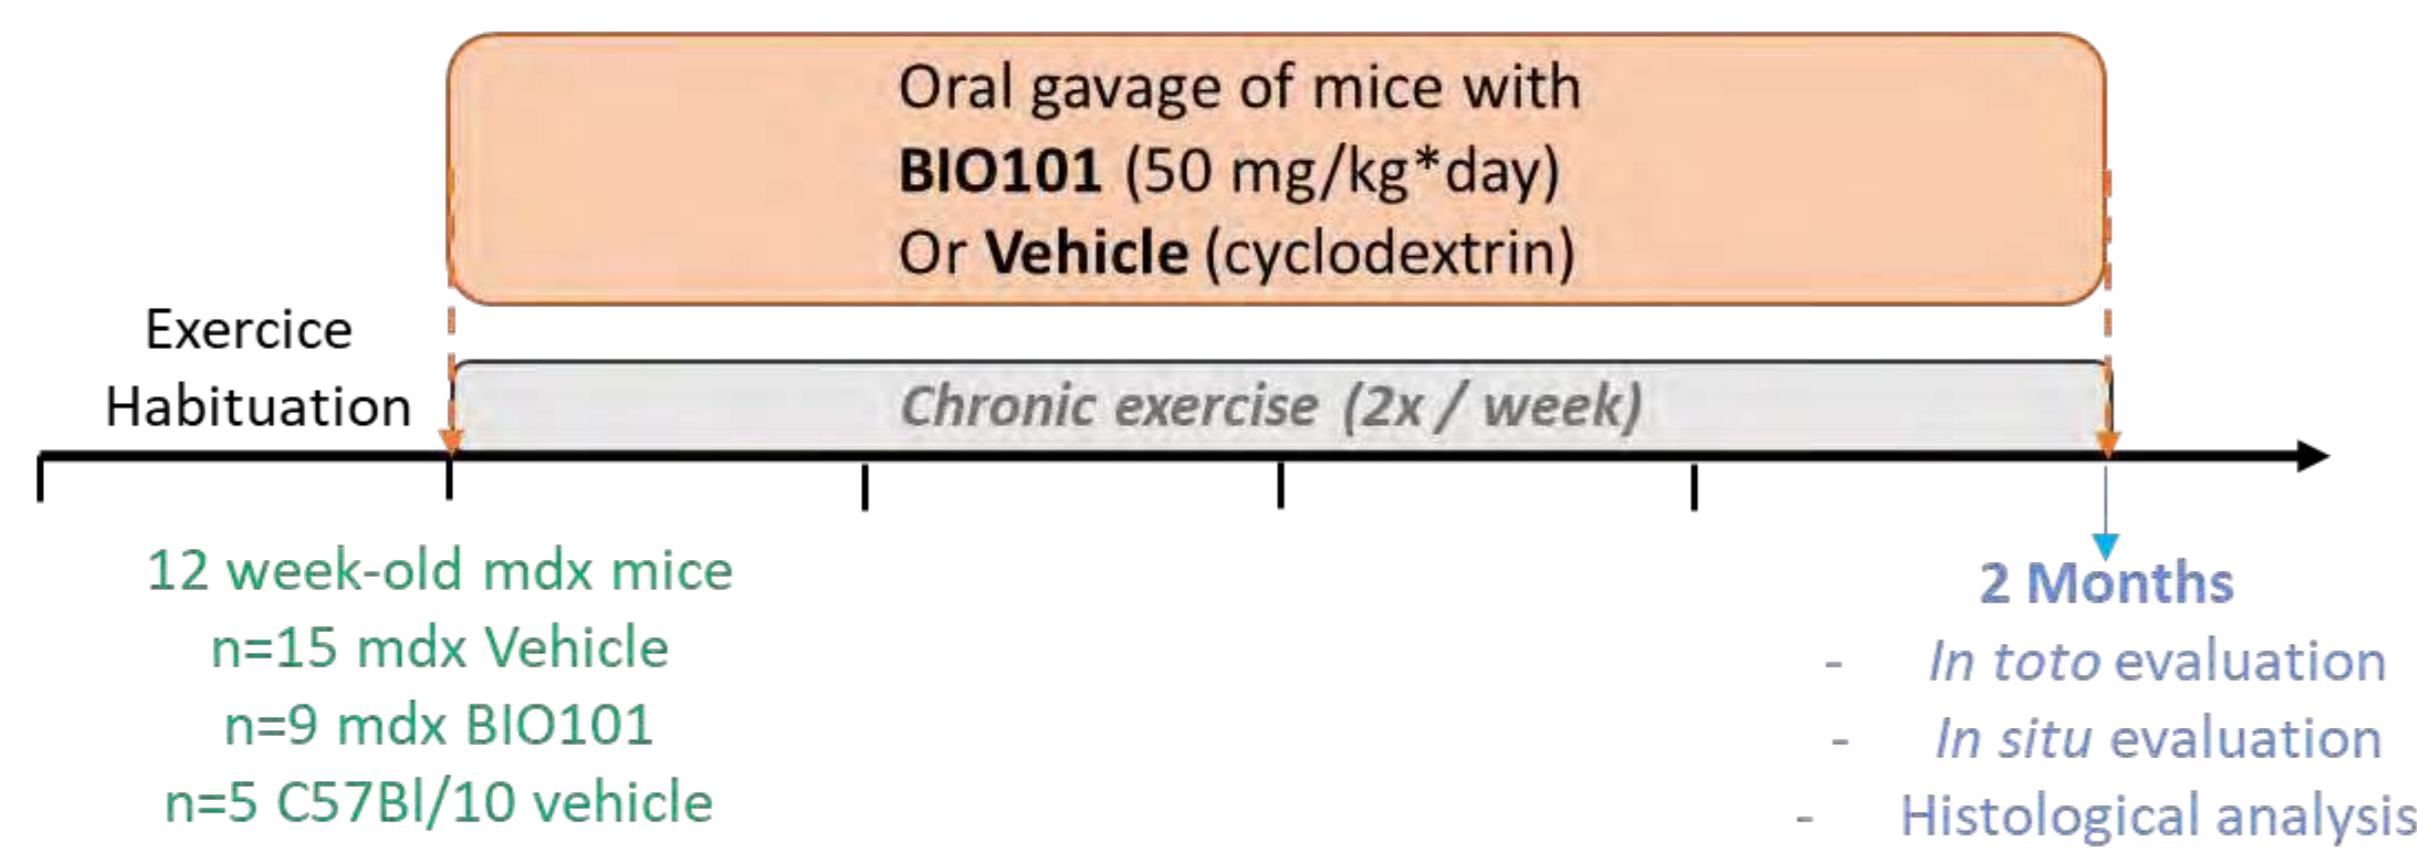 Oral gavage of mice with
BIO101 (50 mg/kg*day)
Or Vehicle (cyclodextrin)
Exercice
Habituation
Chronic exercise (2x / week)
12 week-old mdx mice
n=15 mdx Vehicle
n=9 mdx BIO101
n=5 C57Bl/10 vehicle
2 Months
- In toto evaluation
- In situ evaluation
- Histological analysis